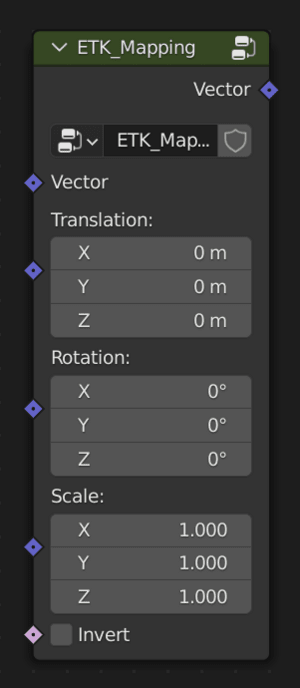 ETK_Mapping
Vector
ETK_Map...
Vector
Translation:
X 0 m
Y 0 m
Z 0 m
Rotation:
X 0°
Y 0°
Z 0°
Scale:
X 1.000
Y 1.000
Z 1.000
Invert